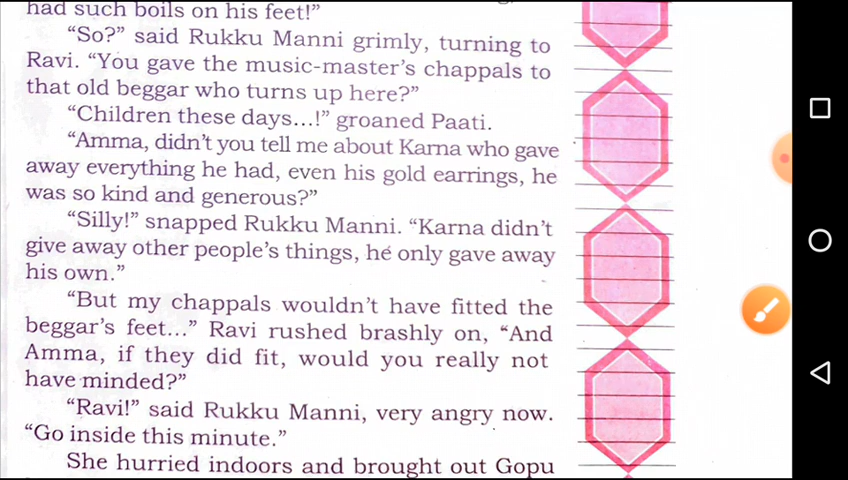 had such boils on his feet!”
“So?” said Rukku Manni grimly, turning to
Ravi. “You gave the music-master’s chappals to
that old beggar who turns up here?”
“Children these days...!” groaned Paati.
“Amma, didn’t you tell me about Karna who gave
away everything he had, even his gold earrings, he
was so kind and generous?”
“Silly!” snapped Rukku Manni. “Karna didn’t
give away other people’s things, he only gave away
his own.”
“But my chappals wouldn’t have fitted the
beggar’s feet...” Ravi rushed brashly on, “And
Amma, if they did fit, would you really not
have minded?”
“Ravi!” said Rukku Manni, very angry now.
“Go inside this minute.”
She hurried indoors and brought out Gopu